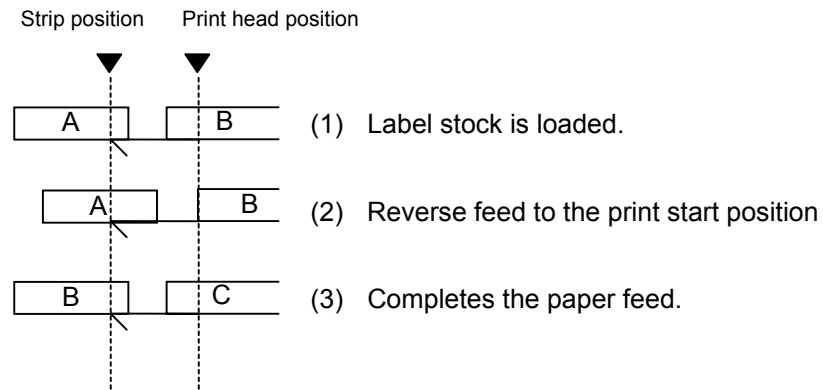 Strip position Print head position
A B (1) Label stock is loaded.
A B (2) Reverse feed to the print start position
B C (3) Completes the paper feed.